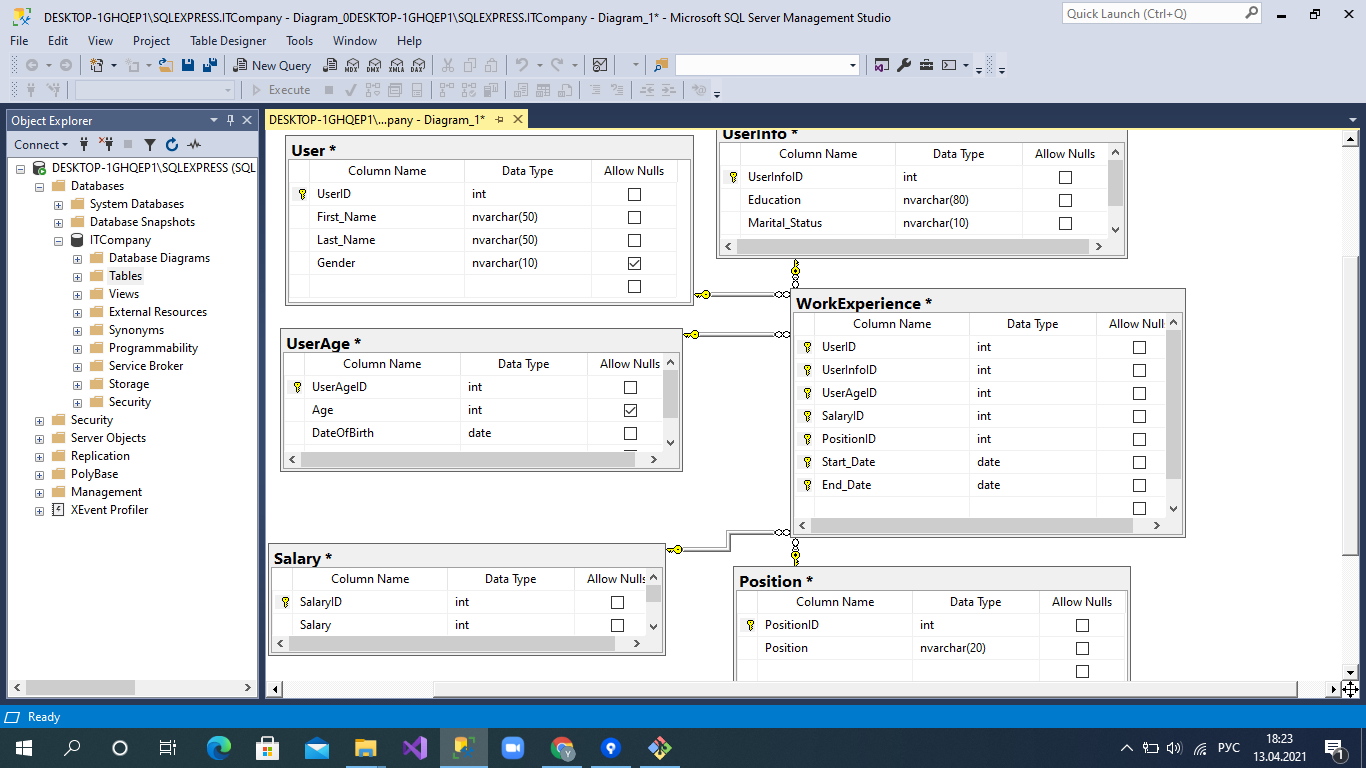 DESKTOP-1GHQEP1\SQLEXPRESS.ITCompany - Diagram_0DESKTOP-1GHQEP1\SQLEXPRESS.ITCompany - Diagram_1* - Microsoft SQL Server Management Studio
Quick Launch (Ctrl+Q)
File Edit View Project Table Designer Tools Window Help
New Query MDX DMX XMLA DAX
Execute
Object Explorer
Connect
DESKTOP-1GHQEP1\SQLEXPRESS (SQL
Databases
System Databases
Database Snapshots
ITCompany
Database Diagrams
Tables
Views
External Resources
Synonyms
Programmability
Service Broker
Storage
Security
Security
Server Objects
Replication
PolyBase
Management
XEvent Profiler
DESKTOP-1GHQEP1\...pany - Diagram_1*
User *
Column Name Data Type Allow Nulls
UserID int
First_Name nvarchar(50)
Last_Name nvarchar(50)
Gender nvarchar(10)
UserInfo *
Column Name Data Type Allow Nulls
UserInfoID int
Education nvarchar(80)
Marital_Status nvarchar(10)
UserAge *
Column Name Data Type Allow Nulls
UserAgeID int
Age int
DateOfBirth date
WorkExperience *
Column Name Data Type Allow Null
UserID int
UserInfoID int
UserAgeID int
SalaryID int
PositionID int
Start_Date date
End_Date date
Salary *
Column Name Data Type Allow Nulls
SalaryID int
Salary int
Position *
Column Name Data Type Allow Nulls
PositionID int
Position nvarchar(20)
Ready
РУС
18:23
13.04.2021
1